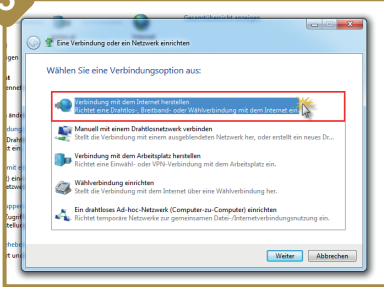 Gesamtübersicht anzeigen
Eine Verbindung oder ein Netzwerk einrichten
Wählen Sie eine Verbindungsoption aus:
Verbindung mit dem Internet herstellen
Richtet eine Drahtlos-, Breitband- oder Wählverbindung mit dem Internet ein.
Manuell mit einem Drahtlosnetzwerk verbinden
Stellt die Verbindung mit einem ausgeblendeten Netzwerk her, oder erstellt ein neues Dr...
Verbindung mit dem Arbeitsplatz herstellen
Richtet eine Einwähl- oder VPN-Verbindung mit dem Arbeitsplatz ein.
Wählverbindung einrichten
Stellt die Verbindung mit dem Internet über eine Wählverbindung her.
Ein drahtloses Ad-hoc-Netzwerk (Computer-zu-Computer) einrichten
Richtet temporäre Netzwerke zur gemeinsamen Datei-/Internetverbindungsnutzung ein.
Weiter Abbrechen